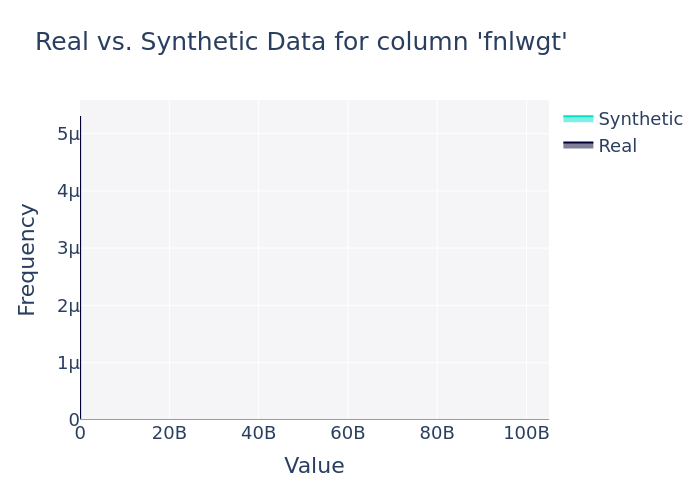 Real vs. Synthetic Data for column 'fnlwgt'
Synthetic
Real
Frequency
5μ
4μ
3μ
2μ
1μ
0
0 20B 40B 60B 80B 100B
Value